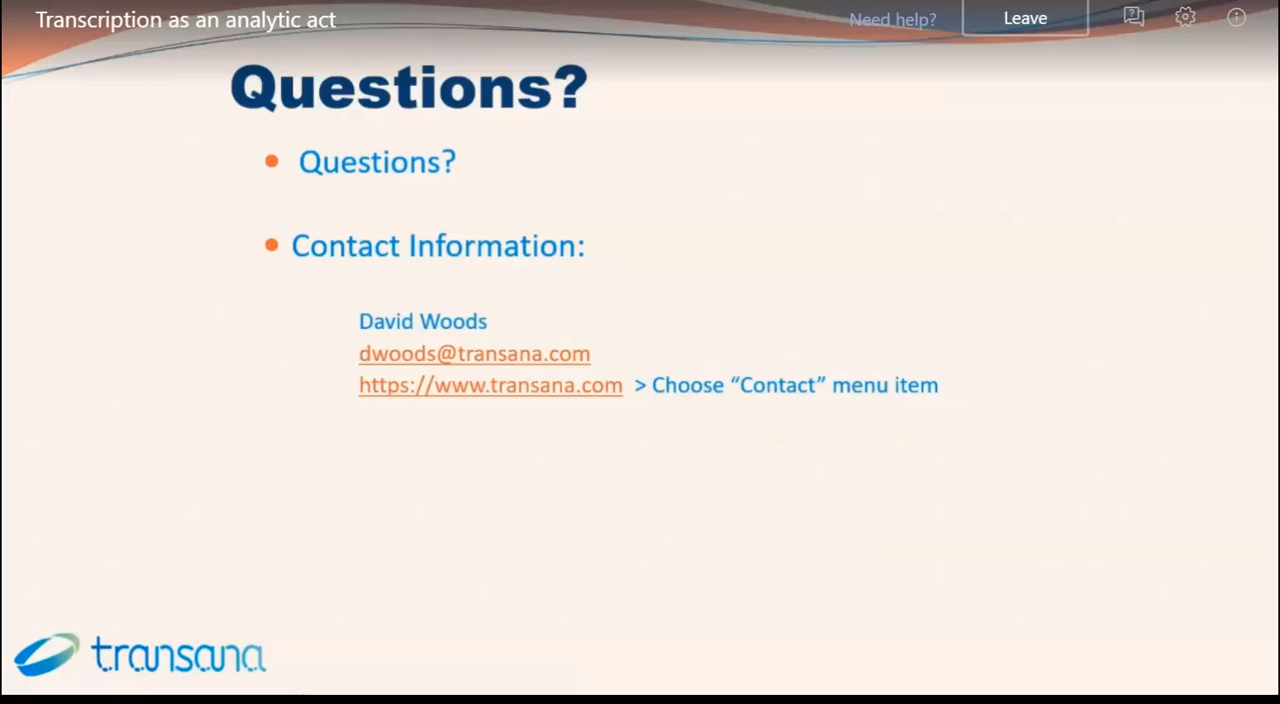 Transcription as an analytic act
Need help?
Leave
Questions?
Questions?
Contact Information:
David Woods
dwoods@transana.com
https://www.transana.com > Choose “Contact” menu item
transana